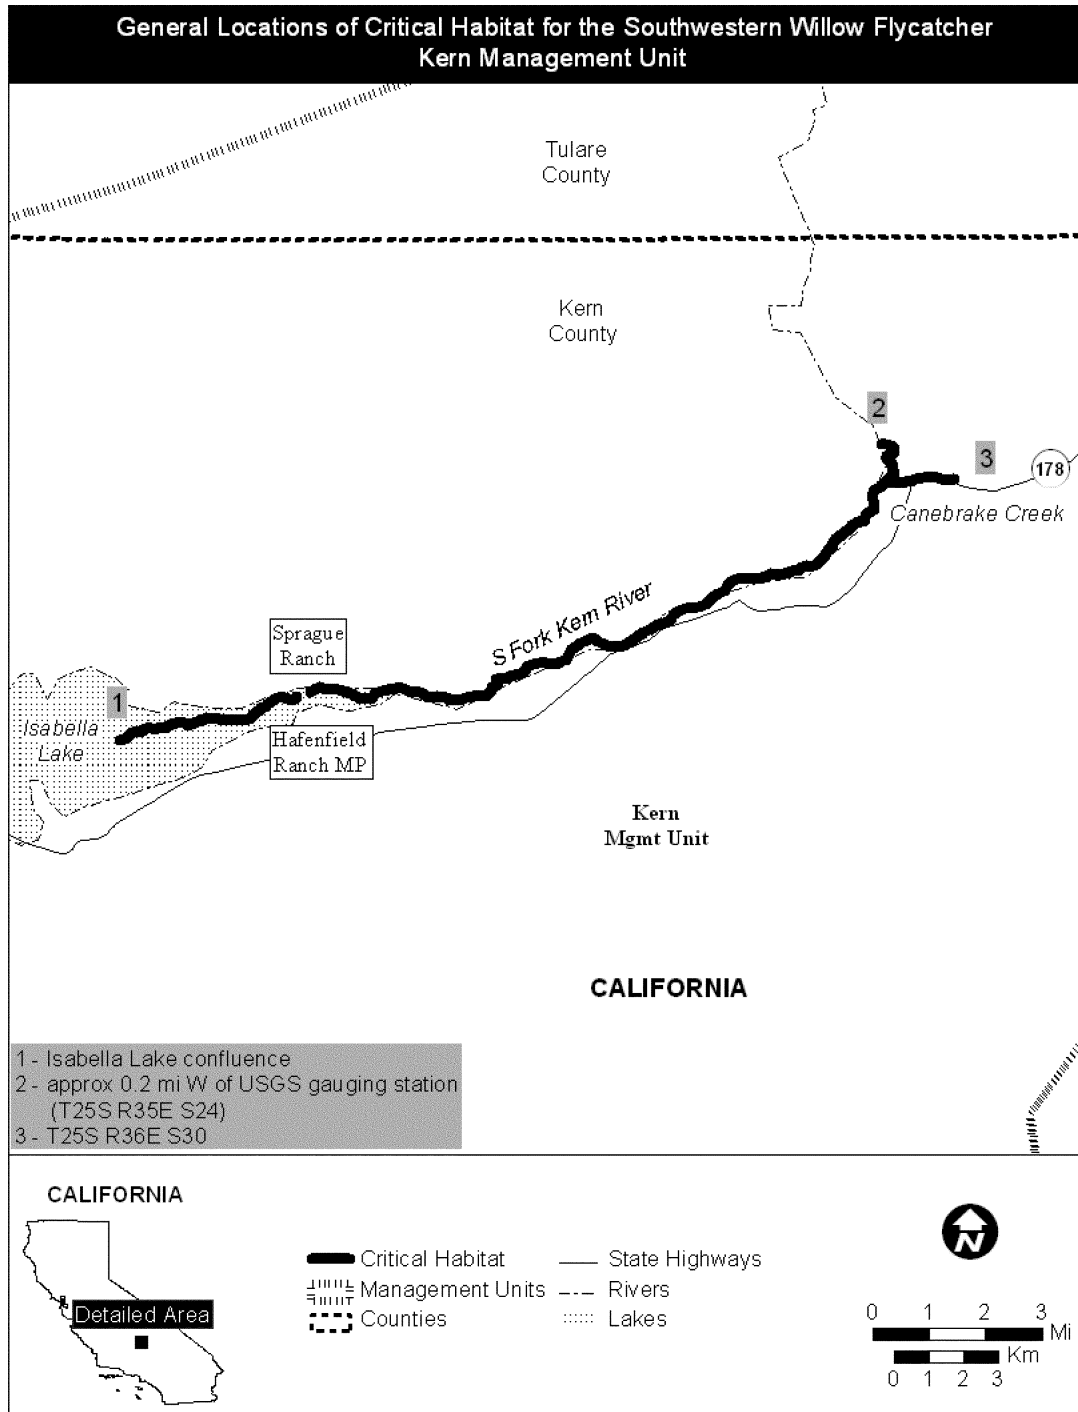 General Locations of Critical Habitat for the Southwestern Willow Flycatcher
Kern Management Unit
Tulare
County
Kern
County
2
3
178
Canebrake Creek
S Fork Kern River
Sprague
Ranch
1
Isabella
Lake
Hafenfield
Ranch MP
Kern
Mgmt Unit
CALIFORNIA
1 - Isabella Lake confluence
2 - approx 0.2 mi W of USGS gauging station
(T25S R35E S24)
3 - T25S R36E S30
CALIFORNIA
Detailed Area
Critical Habitat
Management Units
Counties
State Highways
Rivers
Lakes
N
0 1 2 3
Mi
Km
0 1 2 3